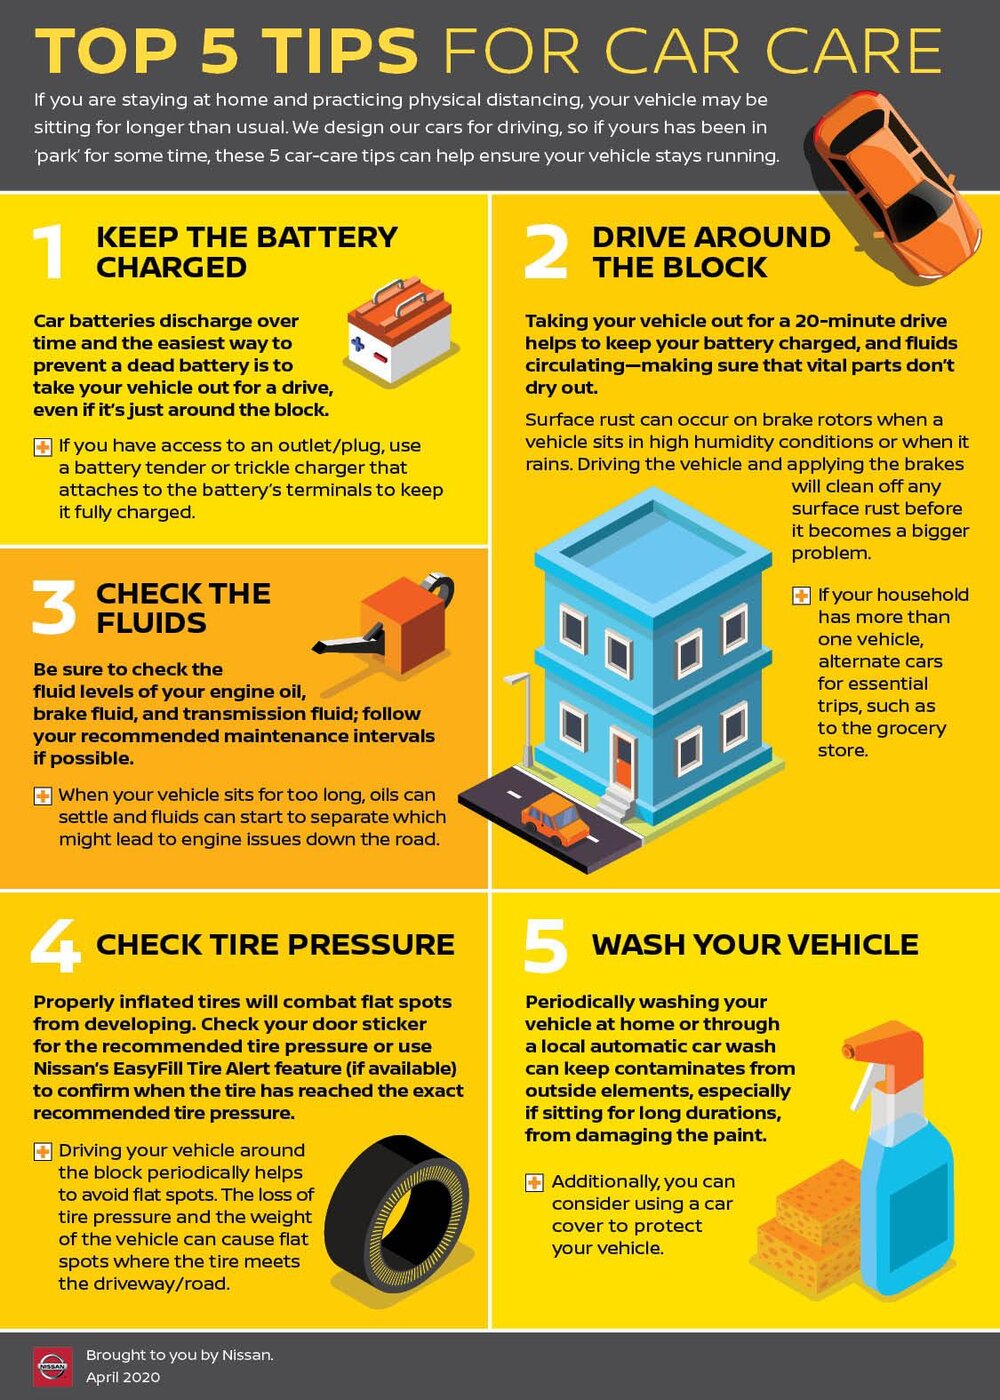 TOP 5 TIPS FOR CAR CARE
If you are staying at home and practicing physical distancing, your vehicle may be
sitting for longer than usual. We design our cars for driving, so if yours has been in
‘park’ for some time, these 5 car-care tips can help ensure your vehicle stays running.
1 KEEP THE BATTERY
CHARGED
Car batteries discharge over
time and the easiest way to
prevent a dead battery is to
take your vehicle out for a drive,
even if it’s just around the block.
If you have access to an outlet/plug, use
a battery tender or trickle charger that
attaches to the battery’s terminals to keep
it fully charged.
2 DRIVE AROUND
THE BLOCK
Taking your vehicle out for a 20-minute drive
helps to keep your battery charged, and fluids
circulating—making sure that vital parts don’t
dry out.
Surface rust can occur on brake rotors when a
vehicle sits in high humidity conditions or when it
rains. Driving the vehicle and applying the brakes
will clean off any
surface rust before
it becomes a bigger
problem.
If your household
has more than
one vehicle,
alternate cars
for essential
trips, such as
to the grocery
store.
3 CHECK THE
FLUIDS
Be sure to check the
fluid levels of your engine oil,
brake fluid, and transmission fluid; follow
your recommended maintenance intervals
if possible.
When your vehicle sits for too long, oils can
settle and fluids can start to separate which
might lead to engine issues down the road.
4 CHECK TIRE PRESSURE
Properly inflated tires will combat flat spots
from developing. Check your door sticker
for the recommended tire pressure or use
Nissan’s EasyFill Tire Alert feature (if available)
to confirm when the tire has reached the exact
recommended tire pressure.
Driving your vehicle around
the block periodically helps
to avoid flat spots. The loss of
tire pressure and the weight
of the vehicle can cause flat
spots where the tire meets
the driveway/road.
5 WASH YOUR VEHICLE
Periodically washing your
vehicle at home or through
a local automatic car wash
can keep contaminates from
outside elements, especially
if sitting for long durations,
from damaging the paint.
Additionally, you can
consider using a car
cover to protect
your vehicle.
NISSAN
Brought to you by Nissan.
April 2020